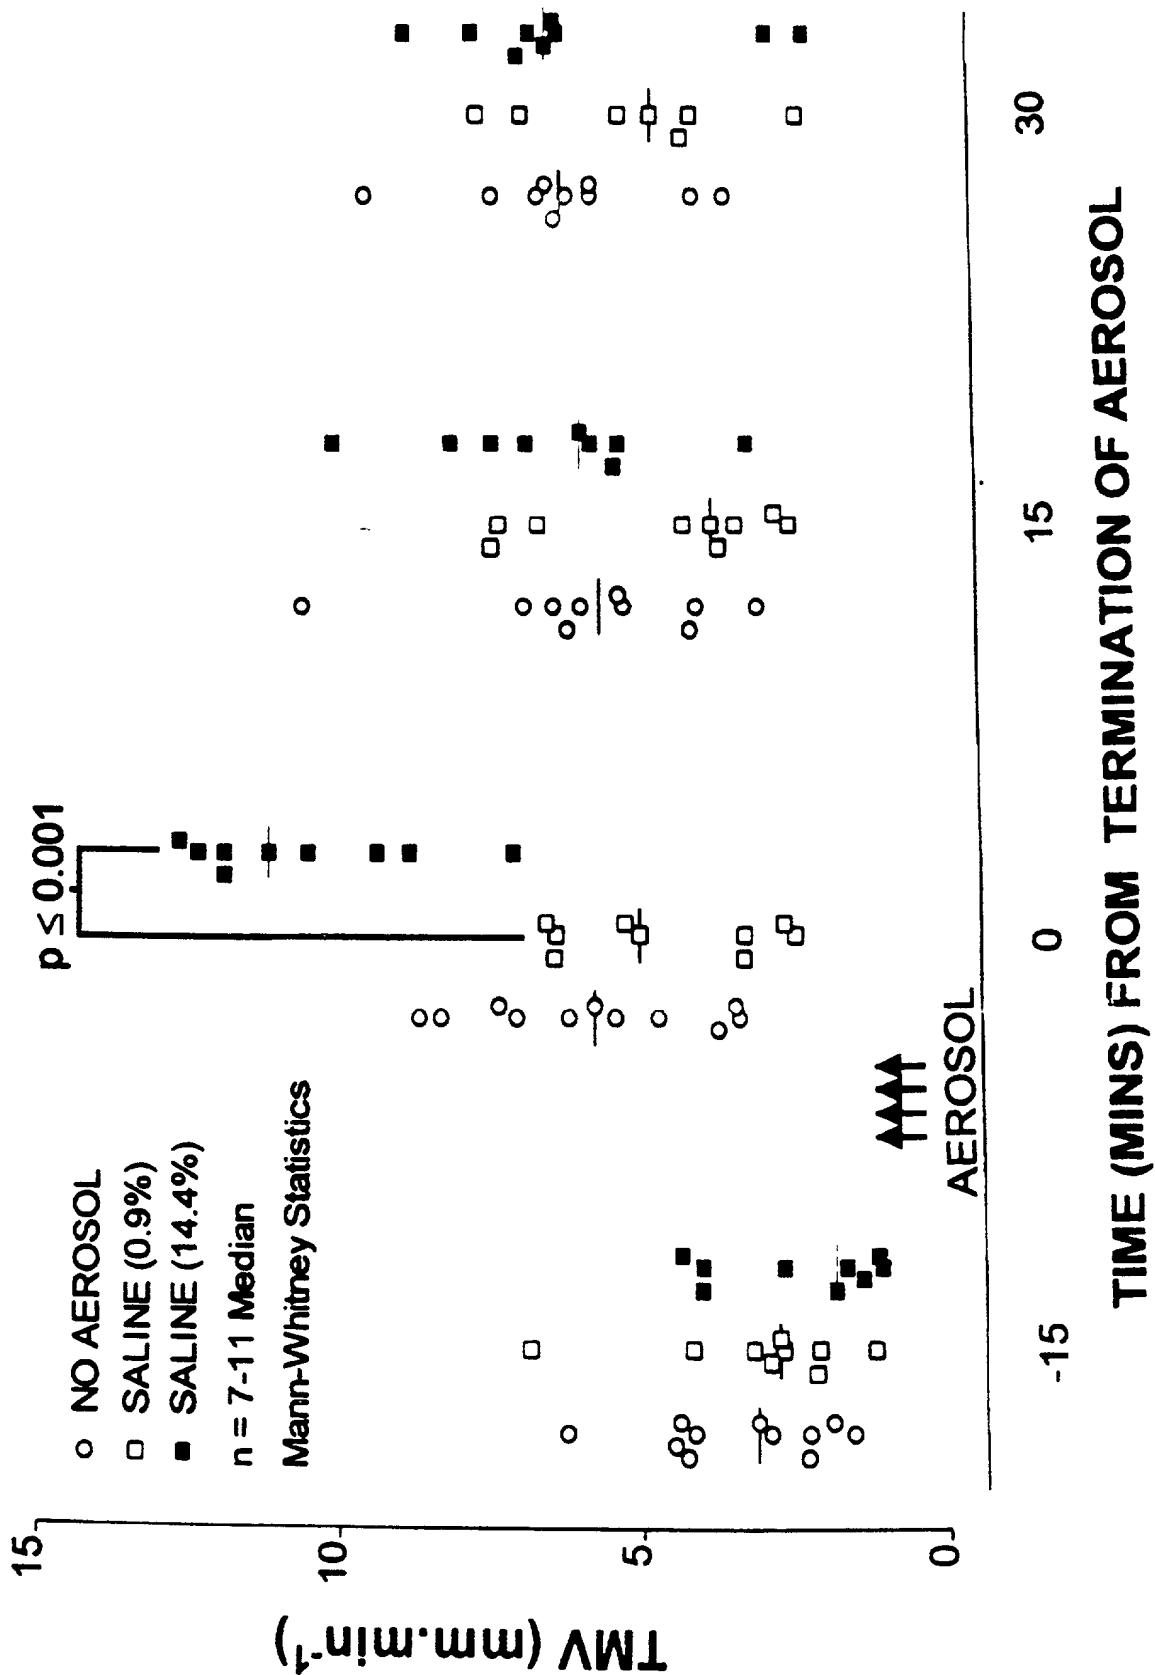 TMV (mm.min⁻¹)
15
10
5
0
○ NO AEROSOL
□ SALINE (0.9%)
■ SALINE (14.4%)
n = 7-11 Median
Mann-Whitney Statistics
p ≤ 0.001
AEROSOL
-15
0
15
30
TIME (MINS) FROM TERMINATION OF AEROSOL